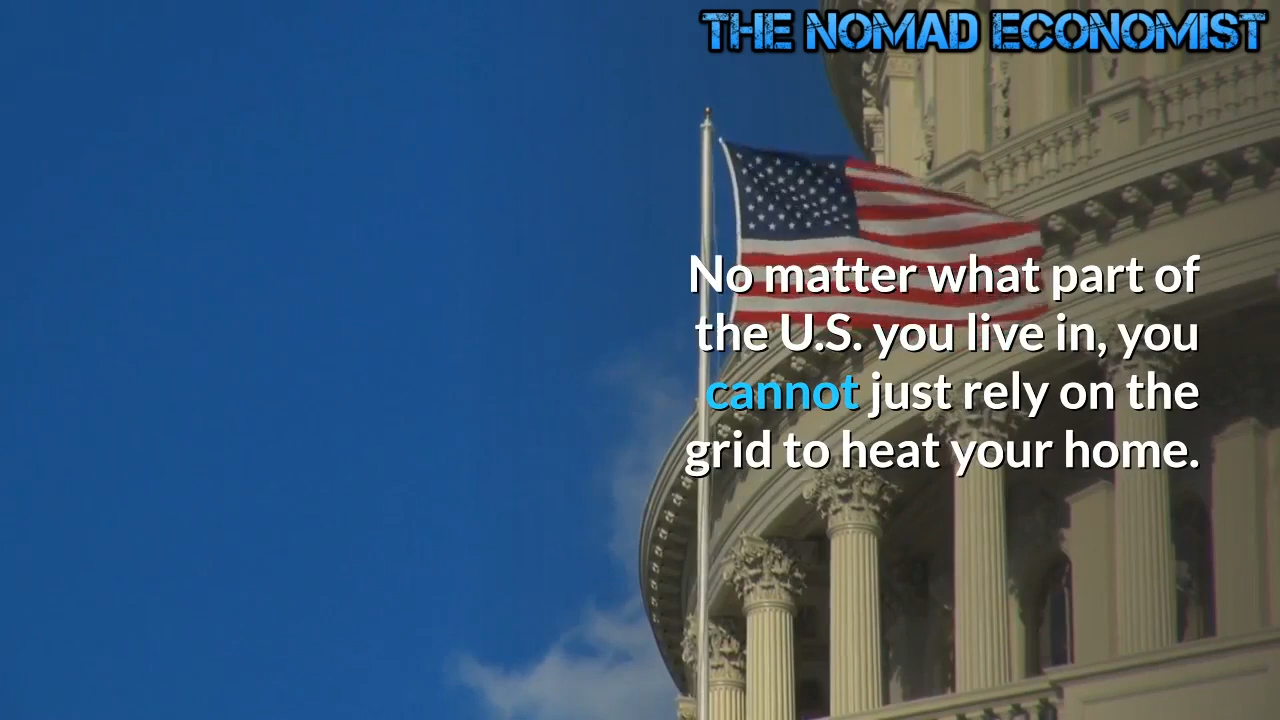 THE NOMAD ECONOMIST
No matter what part of
the U.S. you live in, you
cannot just rely on the
grid to heat your home.